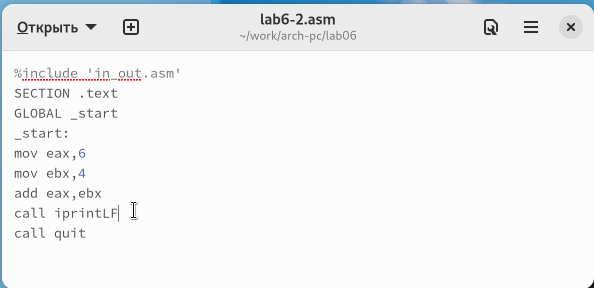 Открыть
lab6-2.asm
~/work/arch-pc/lab06
%include 'in_out.asm'
SECTION .text
GLOBAL _start
_start:
mov eax,6
mov ebx,4
add eax,ebx
call iprintLF
call quit